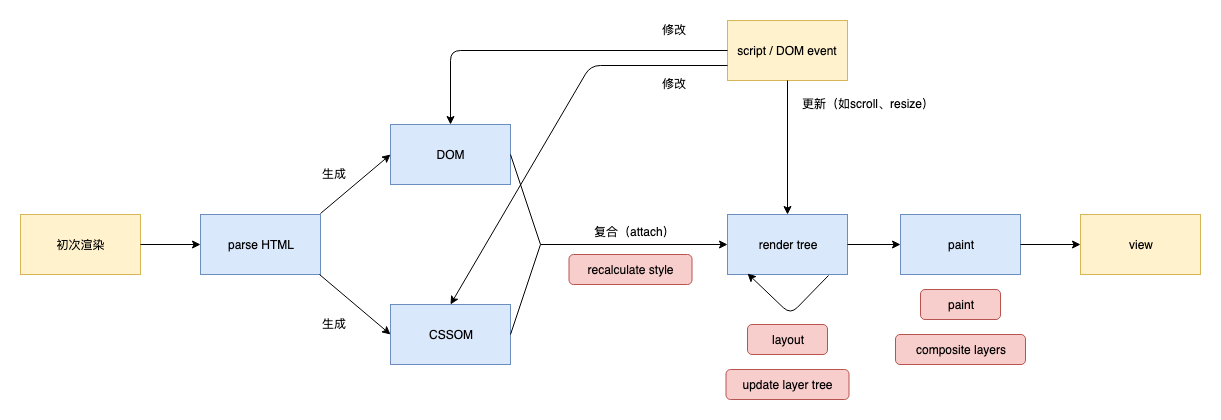 修改
script / DOM event
修改
更新（如scroll、resize）
DOM
生成
初次渲染
parse HTML
复合（attach）
render tree
paint
view
recalculate style
生成
CSSOM
paint
layout
composite layers
update layer tree